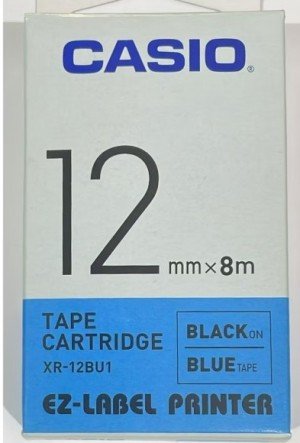 CASIO®
12 mm×8m
TAPE
CARTRIDGE
XR-12BU1
BLACK ON
BLUE TAPE
EZ-LABEL PRINTER